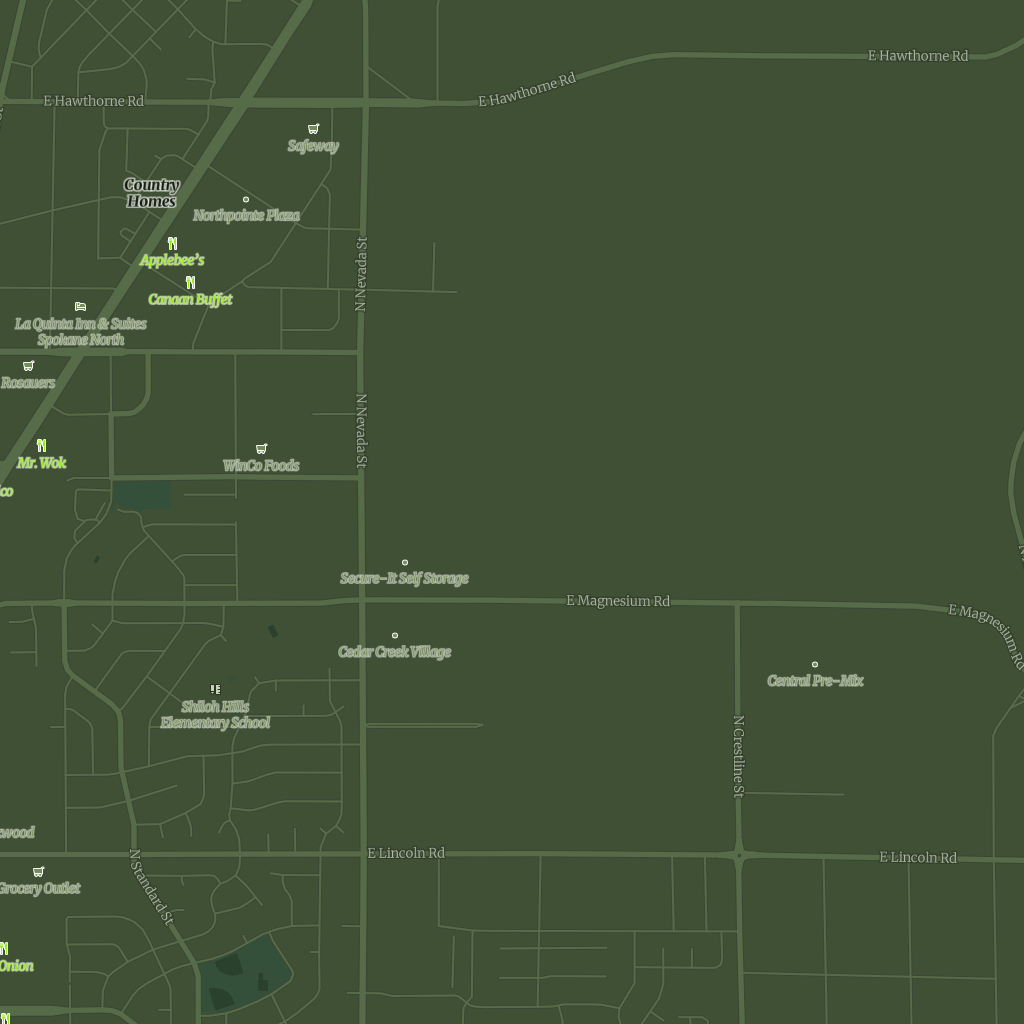 E Hawthorne Rd
E Hawthorne Rd
E Hawthorne Rd
Safeway
Country
Homes
Northpointe Plaza
Applebee's
N Nevada St
Canaan Buffet
La Quinta Inn & Suites
Spokane North
Rosauers
N Nevada St
Mr. Wok
WinCo Foods
ico
Secure-It Self Storage
E Magnesium Rd
E Magnesium Rd
Cedar Creek Village
Central Pre-Mix
Shiloh Hills
Elementary School
N Crestline St
wood
E Lincoln Rd
E Lincoln Rd
N Standard St
Grocery Outlet
Onion